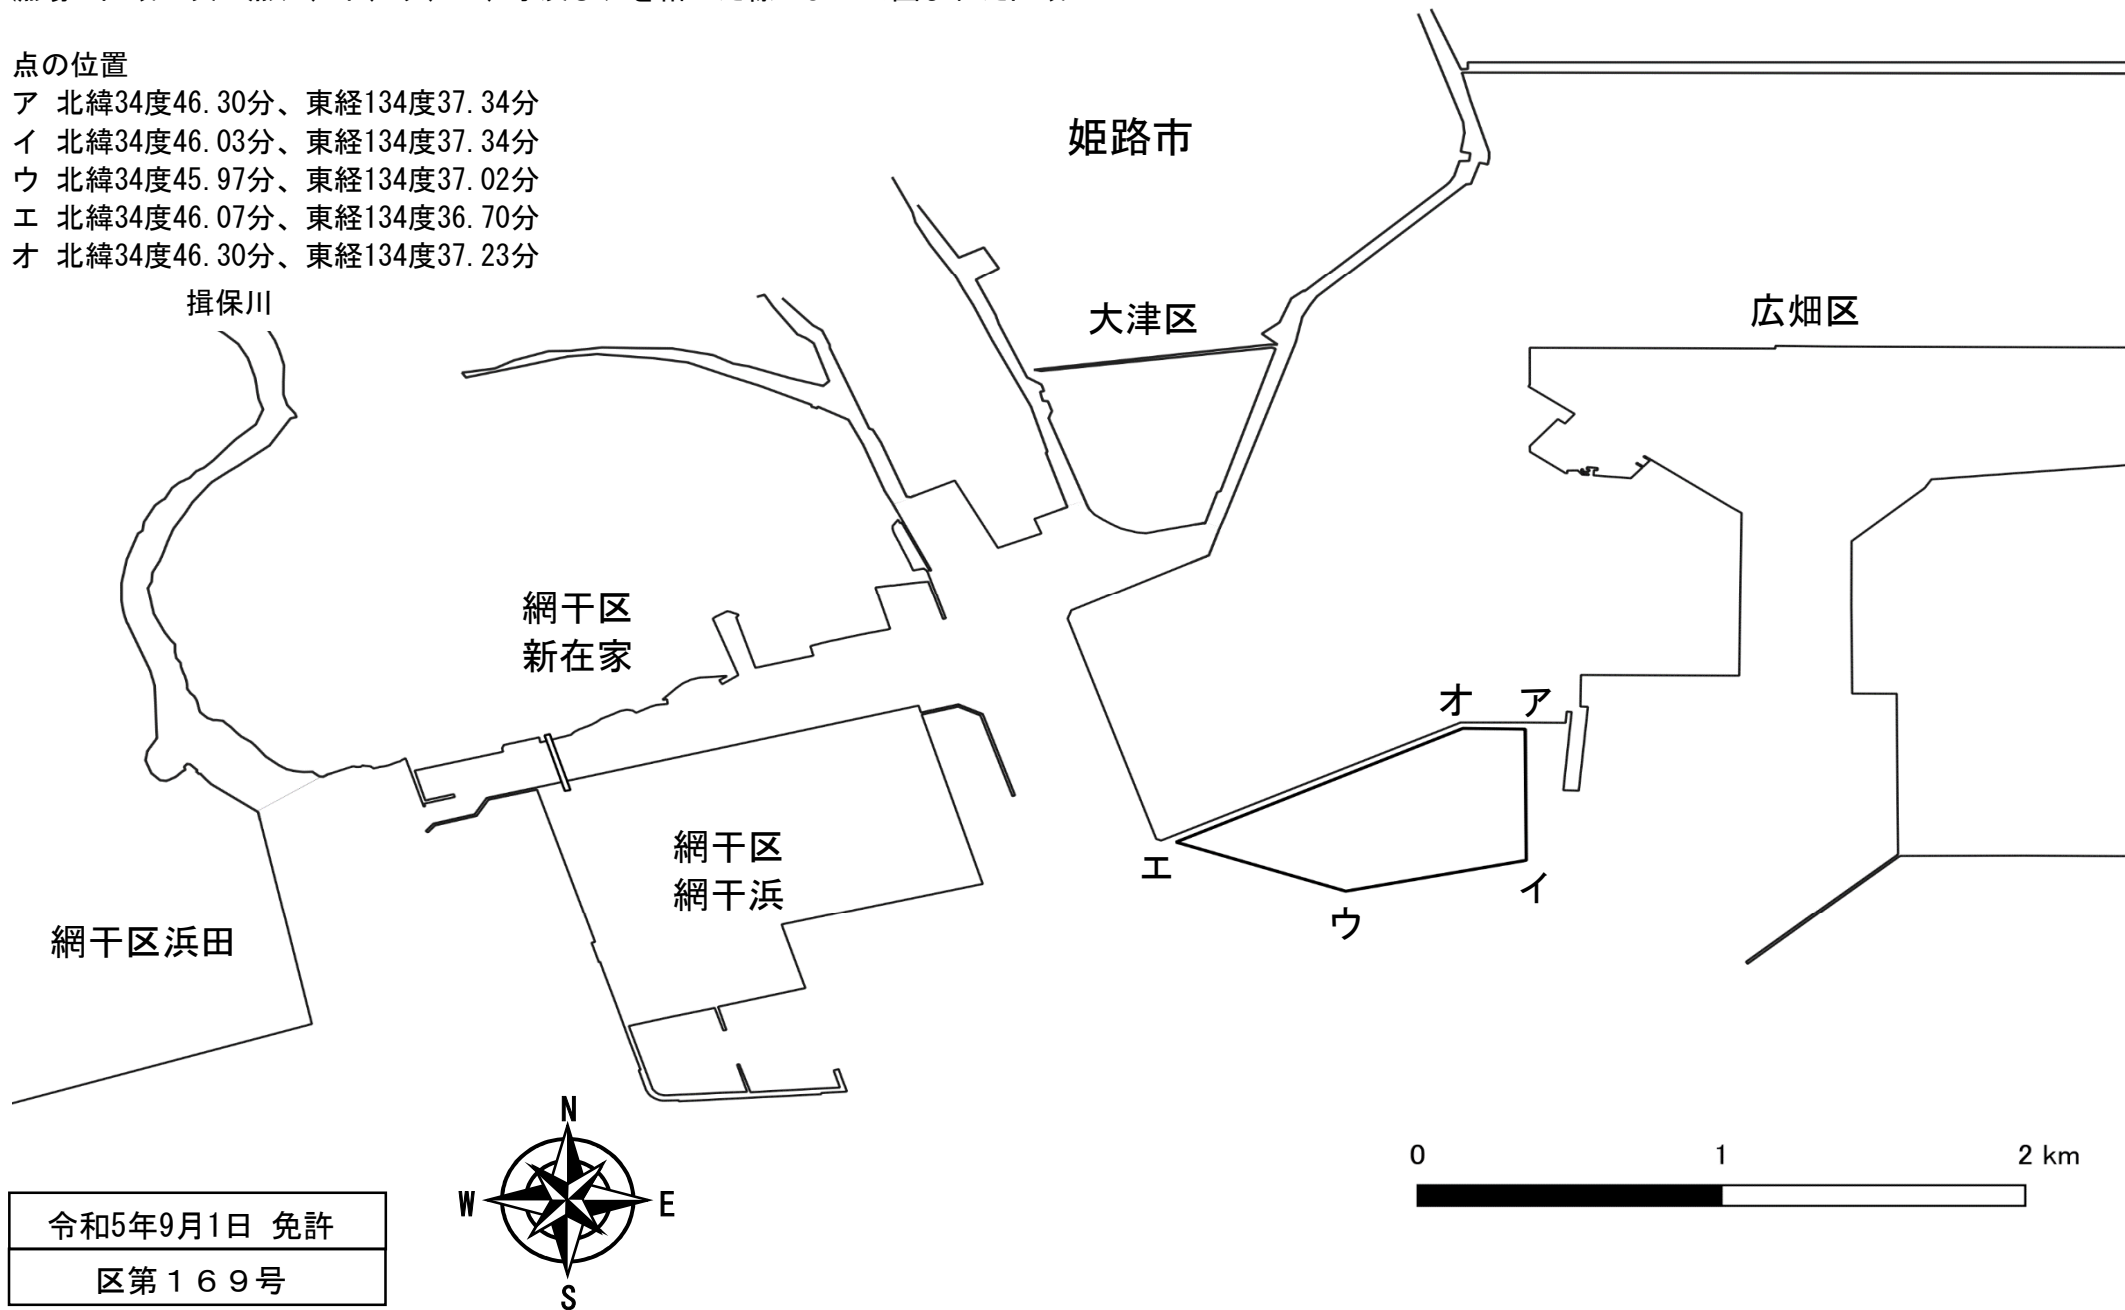 点の位置
ア 北緯34度46.30分、東経134度37.34分
イ 北緯34度46.03分、東経134度37.34分
ウ 北緯34度45.97分、東経134度37.02分
エ 北緯34度46.07分、東経134度36.70分
オ 北緯34度46.30分、東経134度37.23分
姫路市
揖保川
大津区
広畑区
網干区
新在家
オ ア
網干区
網干浜
エ
イ
ウ
網干区浜田
N
W
E
S
0 1 2 km
令和5年9月1日 免許
区第169号